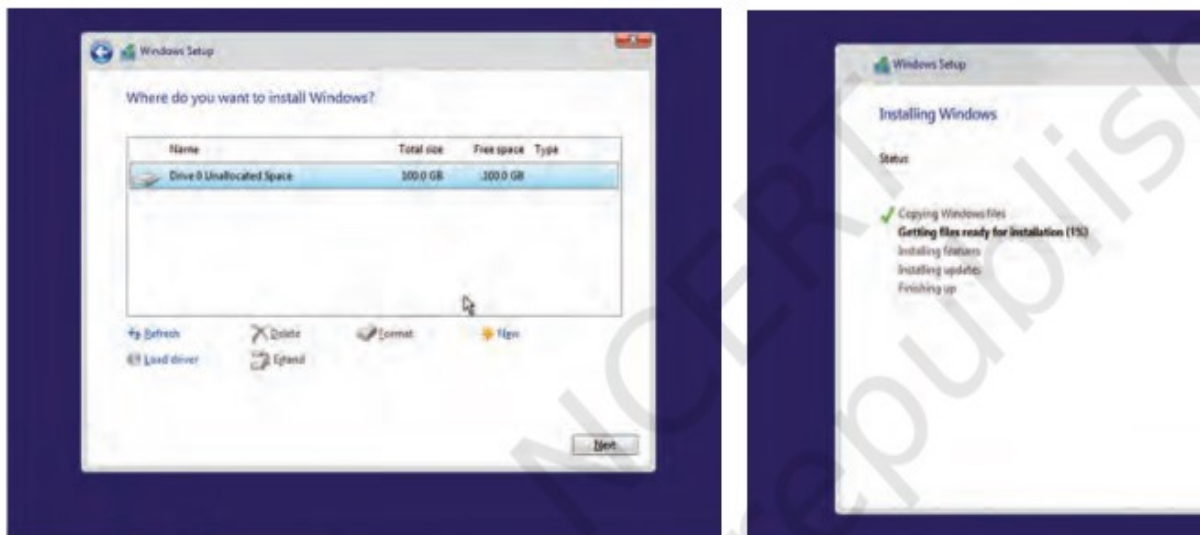 Windows Setup
Where do you want to install Windows?
Name Total size Free space Type
Drive 0 Unallocated Space 100.0 GB 100.0 GB
Refresh Delete Format New
Load driver Extend
Next
Windows Setup
Installing Windows
Status
Copying Windows files
Getting files ready for installation (1%)
Installing features
Installing updates
Finishing up
NCERT
republish